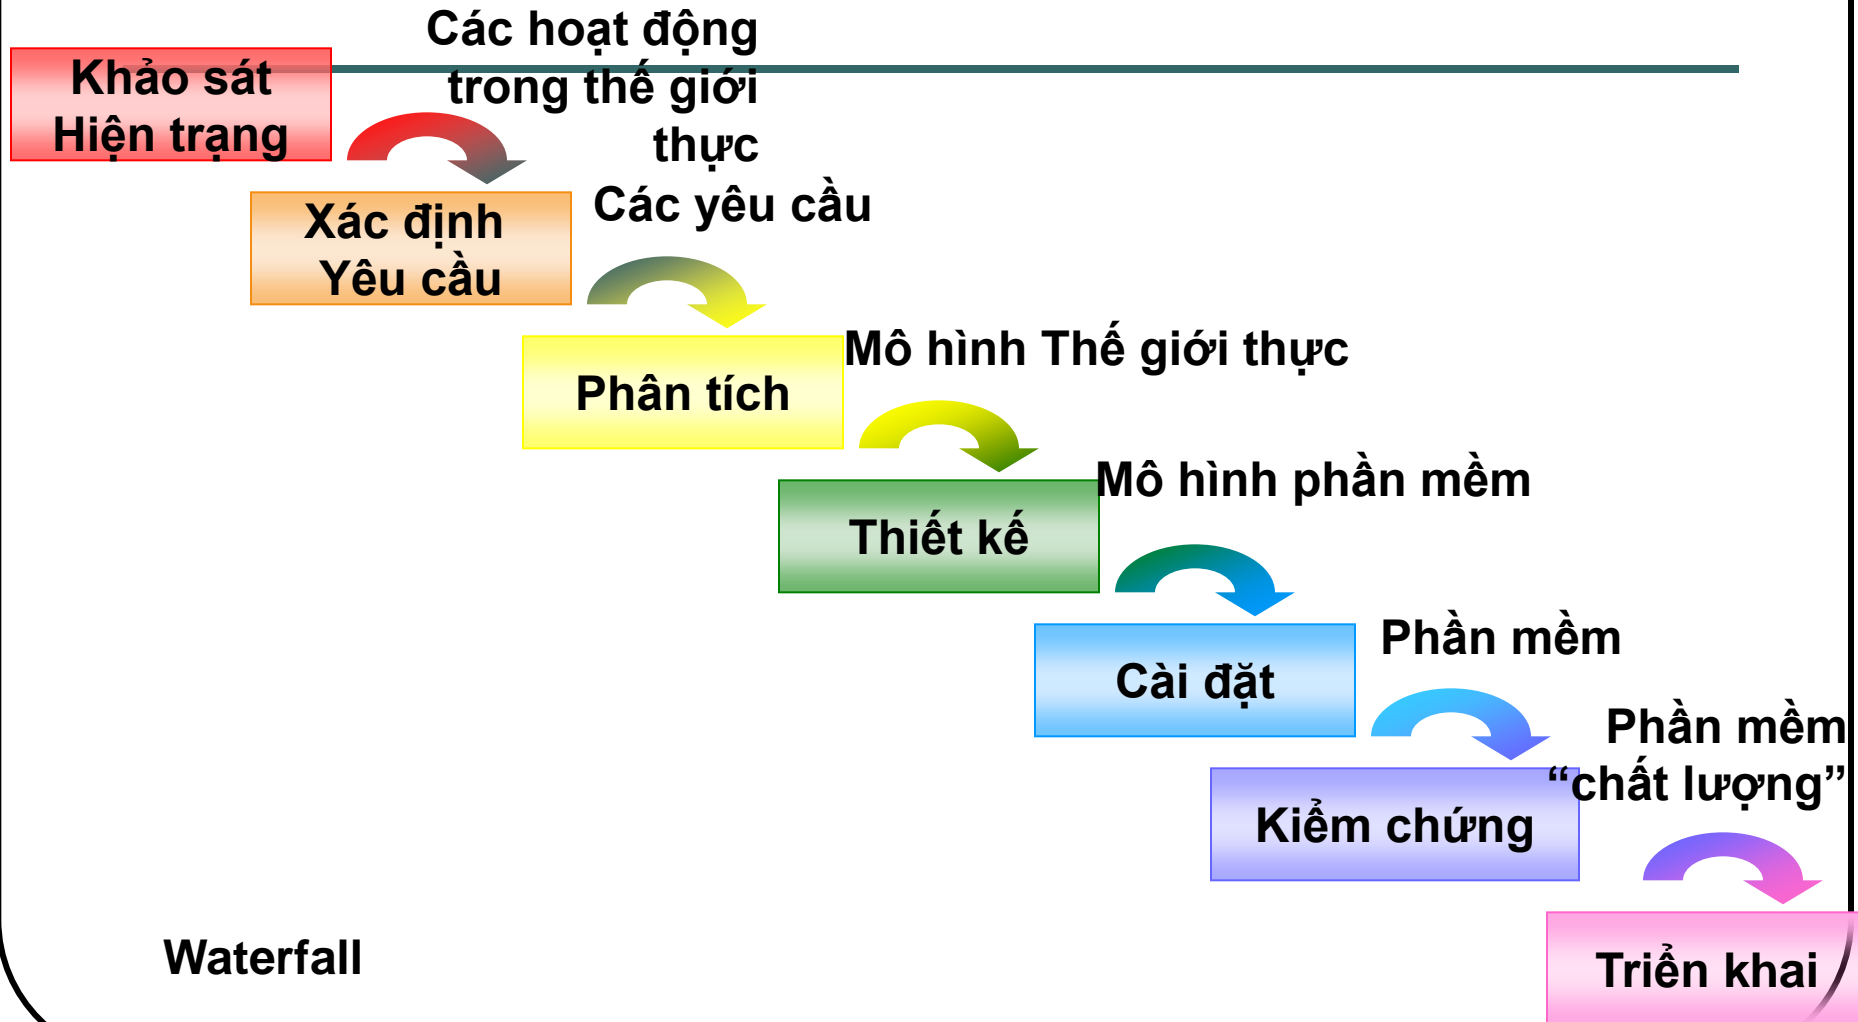 Các hoạt động
trong thế giới
thực
Khảo sát
Hiện trạng
Các yêu cầu
Xác định
Yêu cầu
Mô hình Thế giới thực
Phân tích
Mô hình phần mềm
Thiết kế
Phần mềm
Cài đặt
Phần mềm
“chất lượng”
Kiểm chứng
Waterfall
Triển khai